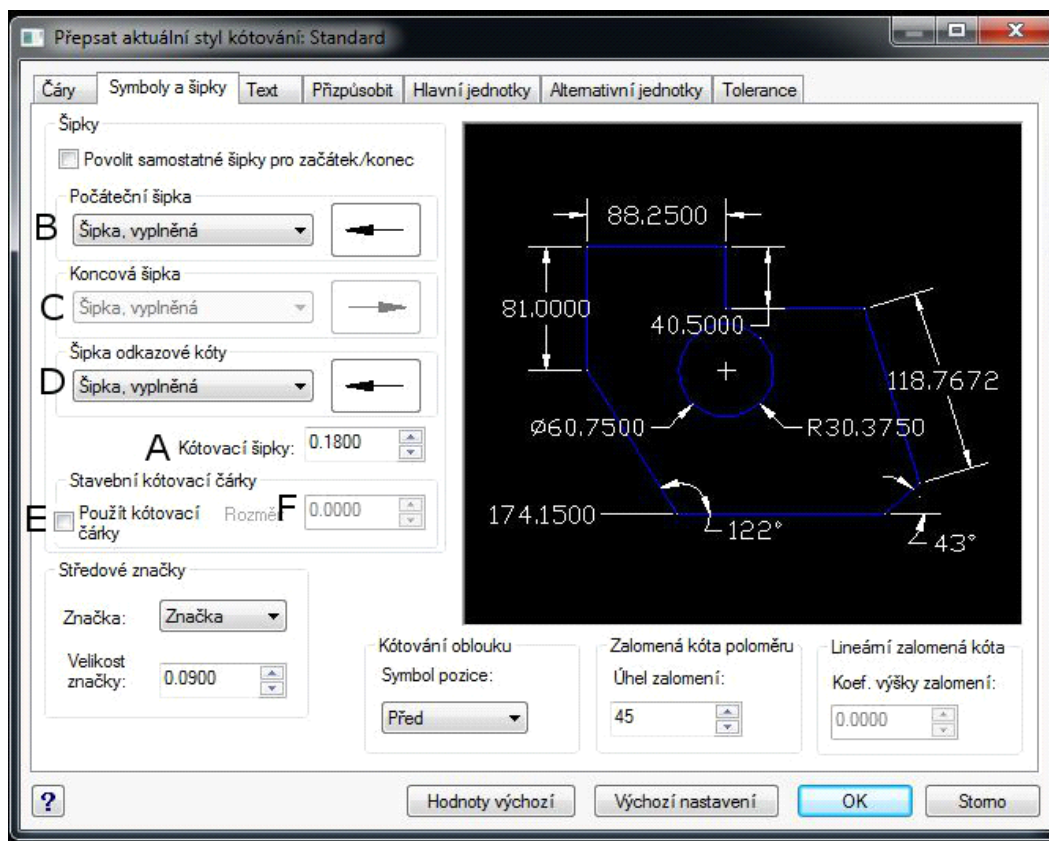 Přepsat aktuální styl kótování: Standard
Čáry Symboly a šipky Text Přizpůsobit Hlavní jednotky Alternativní jednotky Tolerance
Šipky
Povolit samostatné šipky pro začátek/konec
Počáteční šipka
B Šipka, vyplněná
Koncová šipka
C Šipka, vyplněná
Šipka odkazové kóty
D Šipka, vyplněná
A Kótovací šipky: 0.1800
Stavební kótovací čárky
E Použít kótovací čárky Rozmě F 0.0000
Středové značky
Značka: Značka
Velikost značky: 0.0900
88.2500
81.0000
40.5000
118.7672
Ø60.7500
R30.3750
174.1500
122°
43°
Kótování oblouku
Symbol pozice:
Před
Zalomená kóta poloměru
Úhel zalomení:
45
Lineární zalomená kóta
Koef. výšky zalomení:
0.0000
? Hodnoty výchozí Výchozí nastavení OK Storno